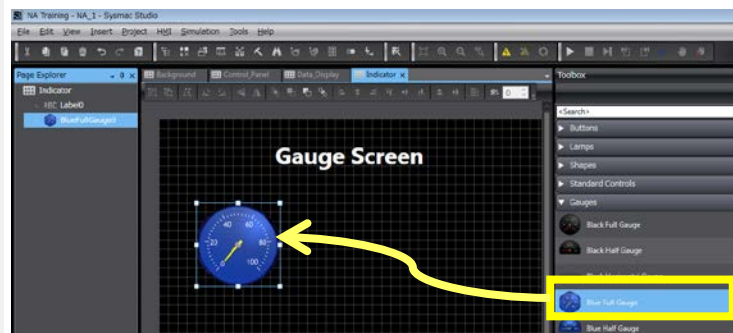 NA Training - NA_1 - Sysmac Studio
File Edit View Insert Project HMI Simulation Tools Help
Page Explorer
Background
Control_Panel
Data_Display
Indicator x
Toolbox
Indicator
ABC Label0
BlueFullGauge0
0
<Search>
Buttons
Lamps
Shapes
Standard Controls
Gauges
Black Full Gauge
Black Half Gauge
Blue Full Gauge
Blue Half Gauge
Gauge Screen
0
20
40
60
80
100